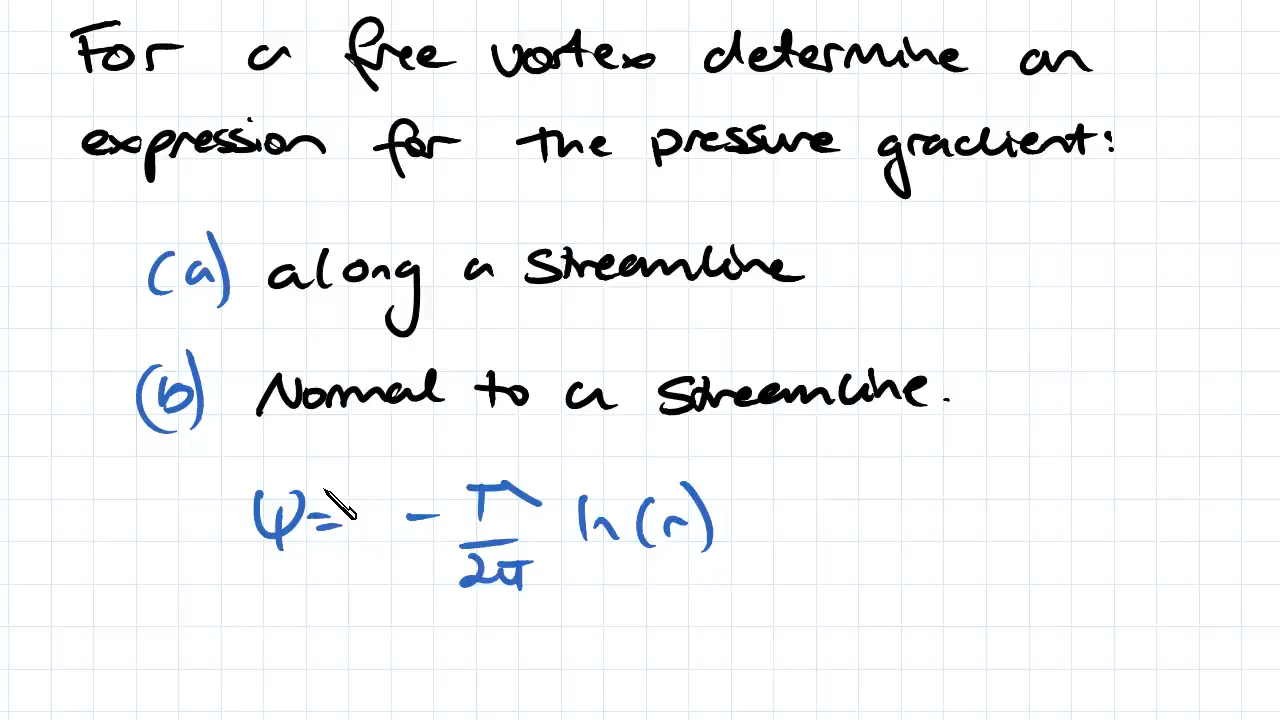 For a free vortex determine an
expression for the pressure gradient:
(a) along a streamline
(b) Normal to a streamline.
ψ = - Γ/2π ln(r)